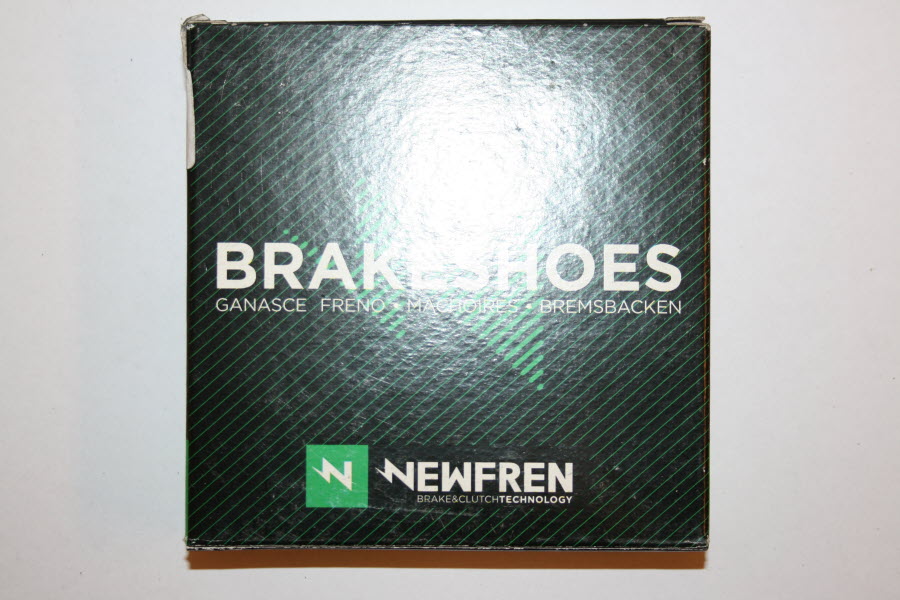 BRAKESHOES
GANASCE FRENO • MACHOIRES • BREMSBACKEN
NEWFREN
BRAKE&CLUTCHTECHNOLOGY